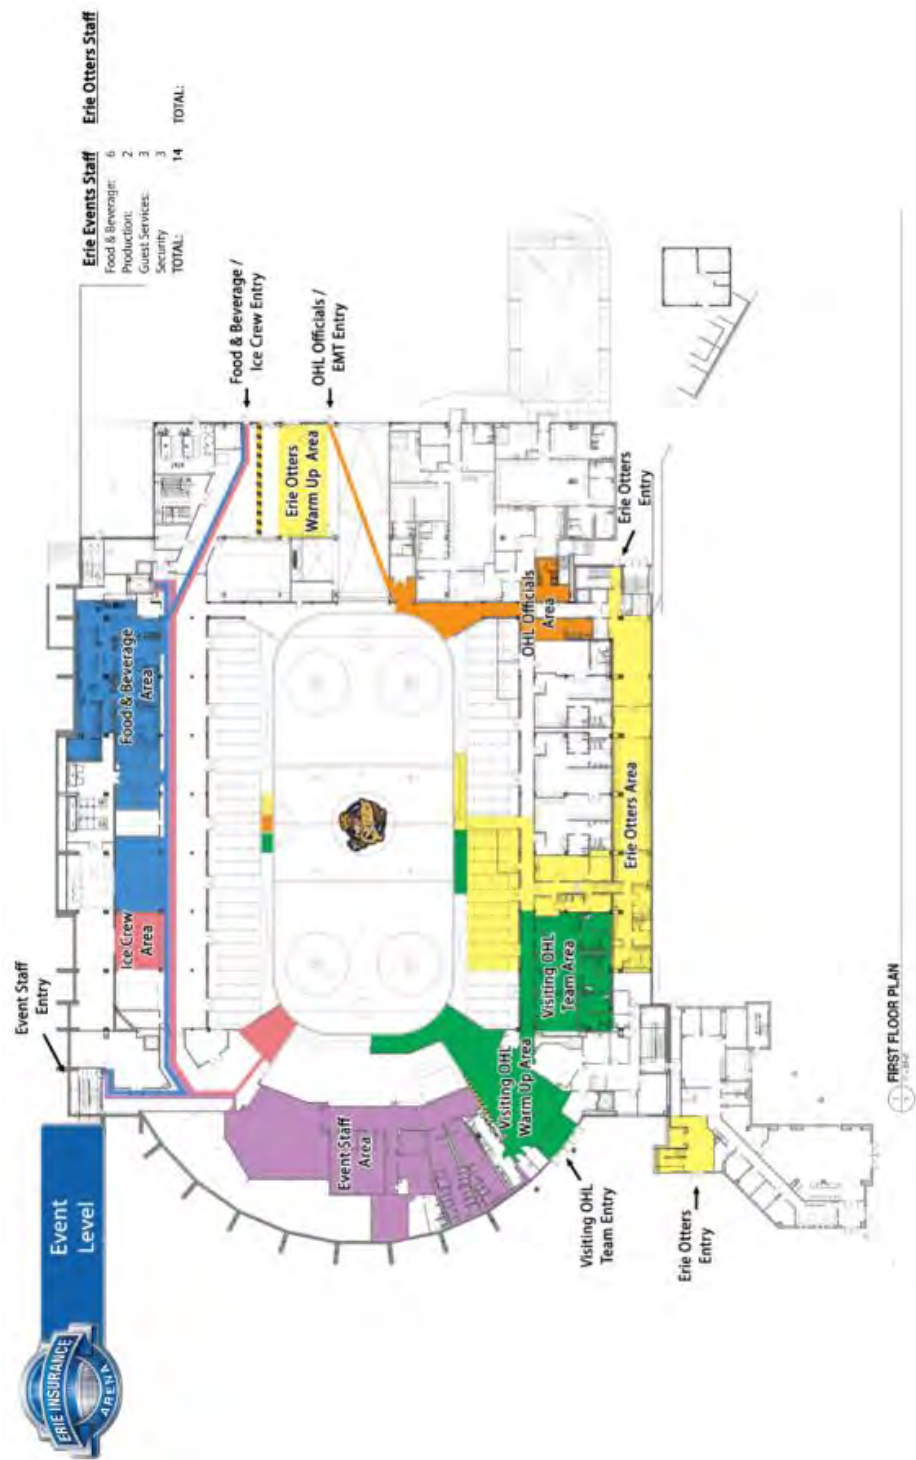 ERIE INSURANCE
ARENA
Event
Level
Erie Events Staff
Food & Beverage: 6
Production: 2
Guest Services: 3
Security 3
TOTAL: 14
Erie Otters Staff
TOTAL:
Event Staff
Entry
Food & Beverage /
Ice Crew Entry
OHL Officials /
EMT Entry
Ice Crew
Area
Food & Beverage
Area
Erie Otters
Warm Up Area
Event Staff
Area
Visiting OHL
Warm Up Area
Visiting OHL
Team Area
OHL Officials
Area
Erie Otters Area
Erie Otters
Entry
Visiting OHL
Team Entry
Erie Otters
Entry
FIRST FLOOR PLAN